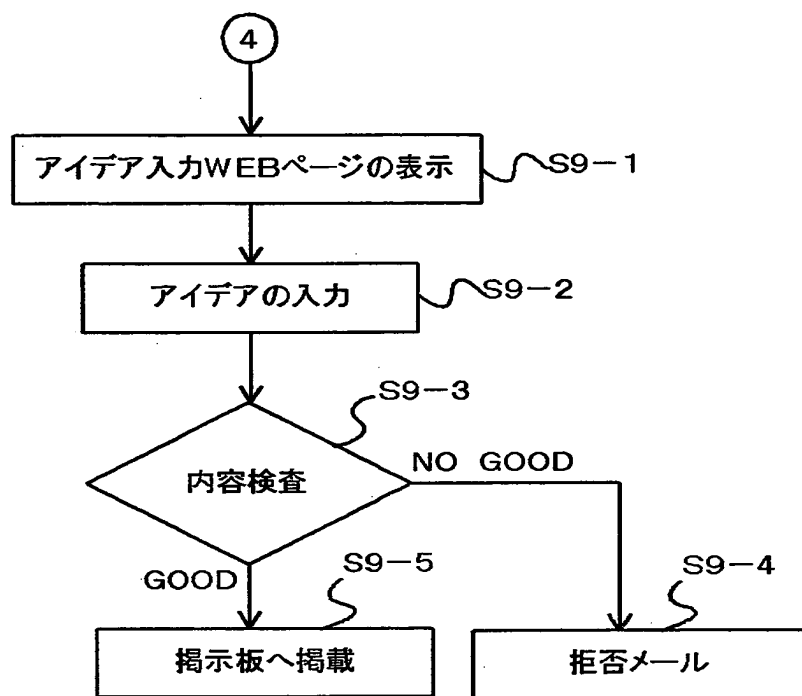 4
アイデア入力WEBページの表示
S9-1
アイデアの入力
S9-2
S9-3
内容検査
NO GOOD
GOOD
S9-5
S9-4
掲示板へ掲載
拒否メール